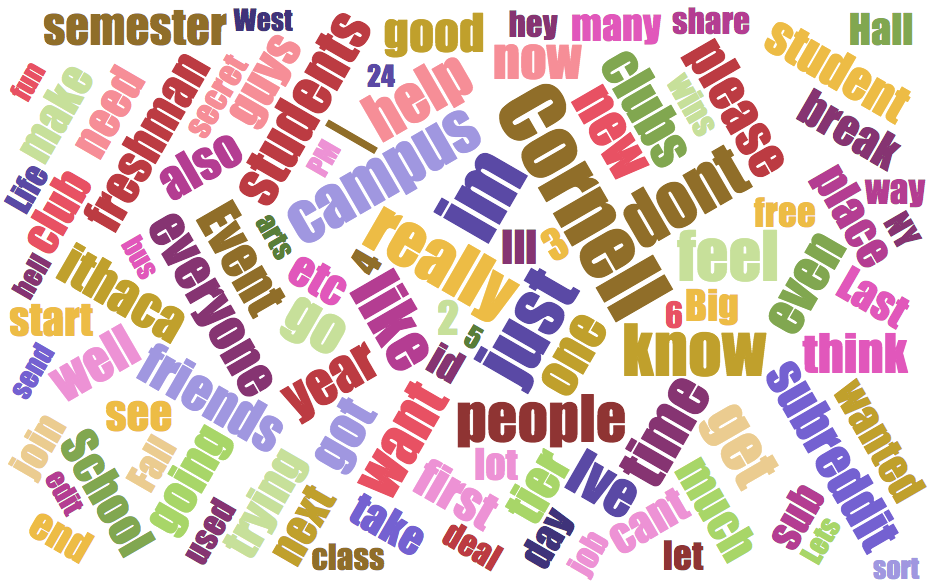 semester
West
good
hey
many
share
Hall
student
students
guys
secret
fun
make
need
freshman
24
help
now
clubs
wins
please
new
break
also
I
PM
campus
im
cornell
dont
Life
club
place
way
NY
free
feel
everyone
Event
arts
bus
really
Ill
3
even
Last
hell
ithaca
etc
4
like
start
go
2
5
just
6
Big
one
know
think
send
well
friends
year
id
people
time
subreddit
wanted
see
got
want
get
join
school
Fall
going
trying
lot
first
tier
Ive
much
edit
end
used
next
take
deal
day
job
cant
sub
Lets
class
let
sort